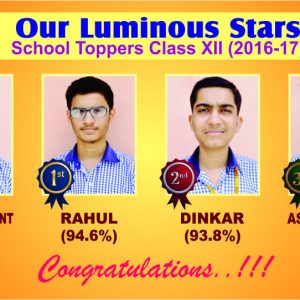 Our Luminous Stars
School Toppers Class XII (2016-17
1st
2nd
RAHUL
DINKAR
(94.6%)
(93.8%)
Congratulations..!!!